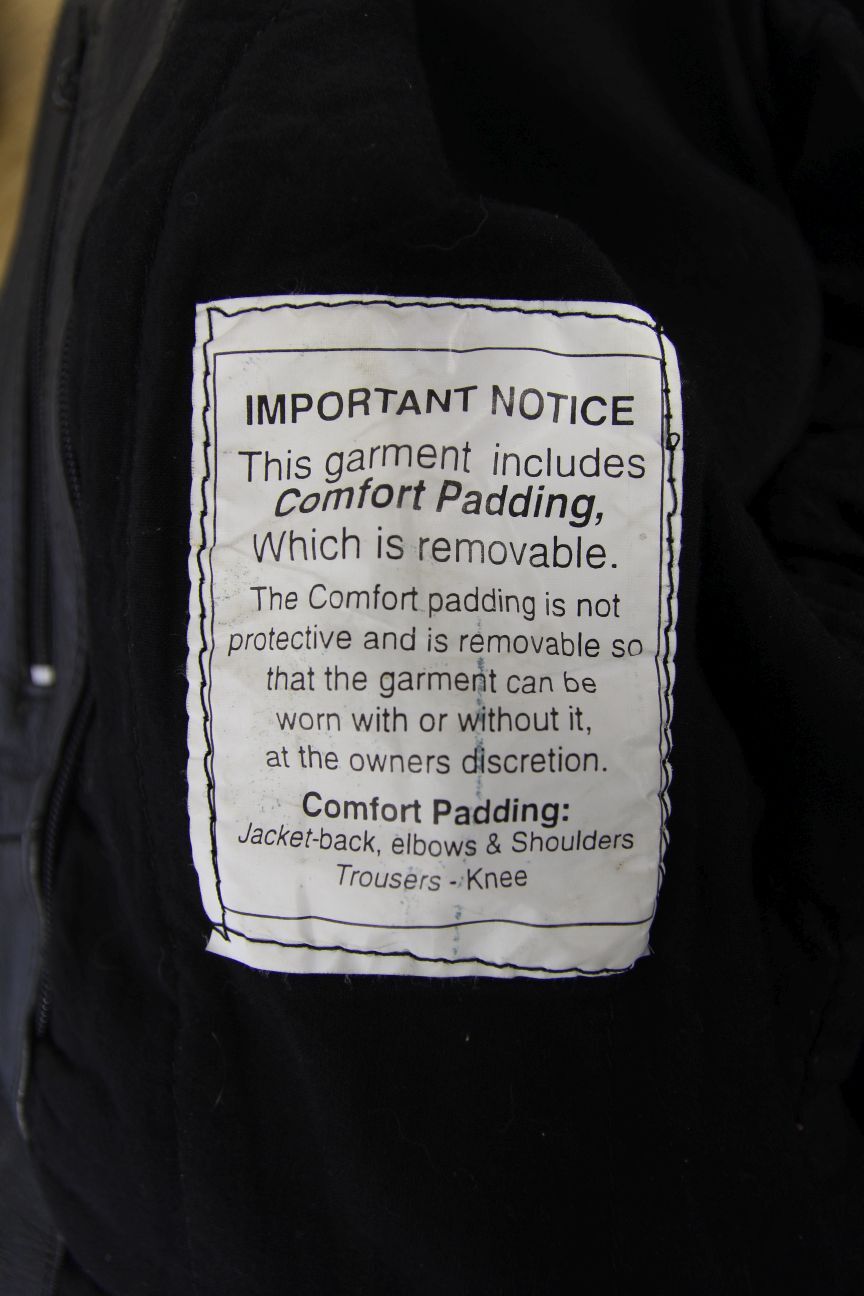 IMPORTANT NOTICE
This garment includes
Comfort Padding,
Which is removable.
The Comfort padding is not
protective and is removable so
that the garment can be
worn with or without it,
at the owners discretion.
Comfort Padding:
Jacket-back, elbows & Shoulders
Trousers - Knee